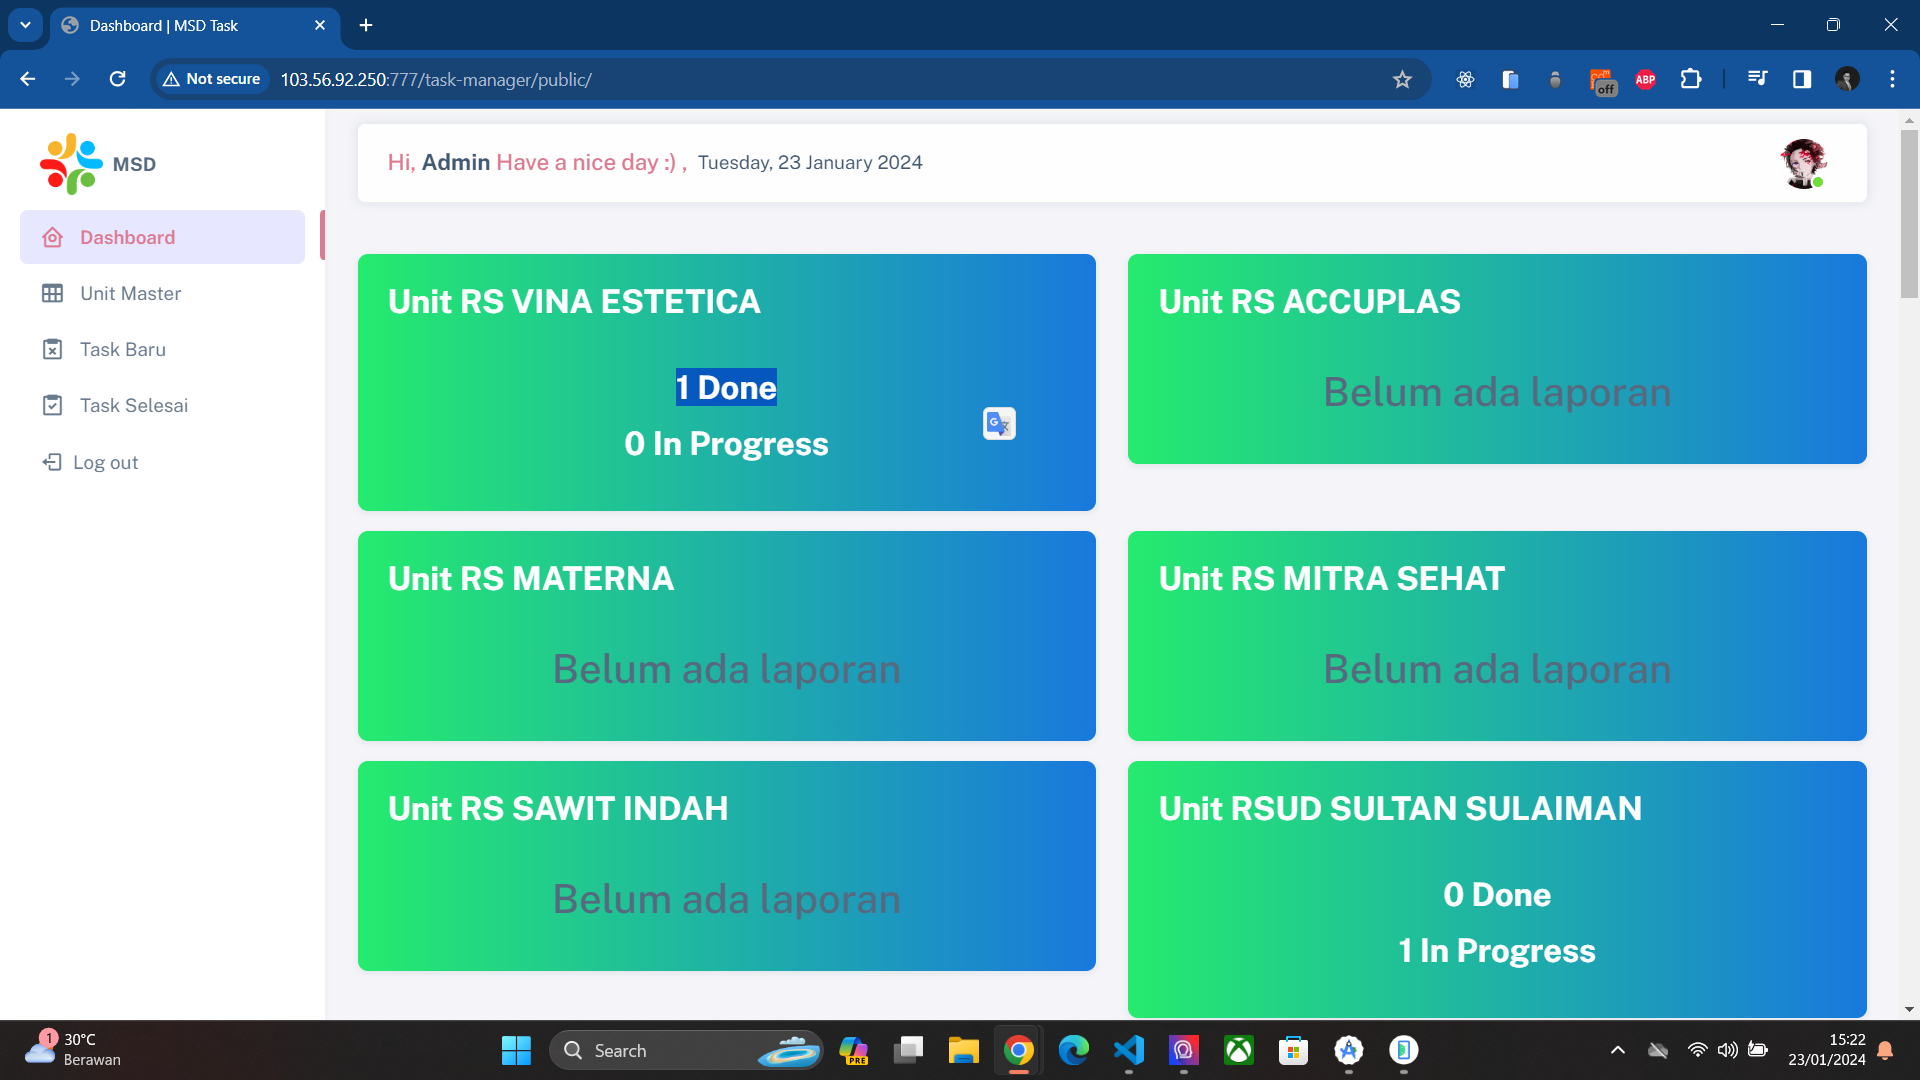 Dashboard | MSD Task
Not secure
103.56.92.250:777/task-manager/public/
off
ABP
MSD
Hi, Admin Have a nice day :) , Tuesday, 23 January 2024
Dashboard
Unit Master
Task Baru
Task Selesai
Log out
Unit RS VINA ESTETICA
1 Done
0 In Progress
Unit RS ACCUPLAS
Belum ada laporan
Unit RS MATERNA
Belum ada laporan
Unit RS MITRA SEHAT
Belum ada laporan
Unit RS SAWIT INDAH
Belum ada laporan
Unit RSUD SULTAN SULAIMAN
0 Done
1 In Progress
1
30°C
Berawan
Search
PRE
15:22
23/01/2024